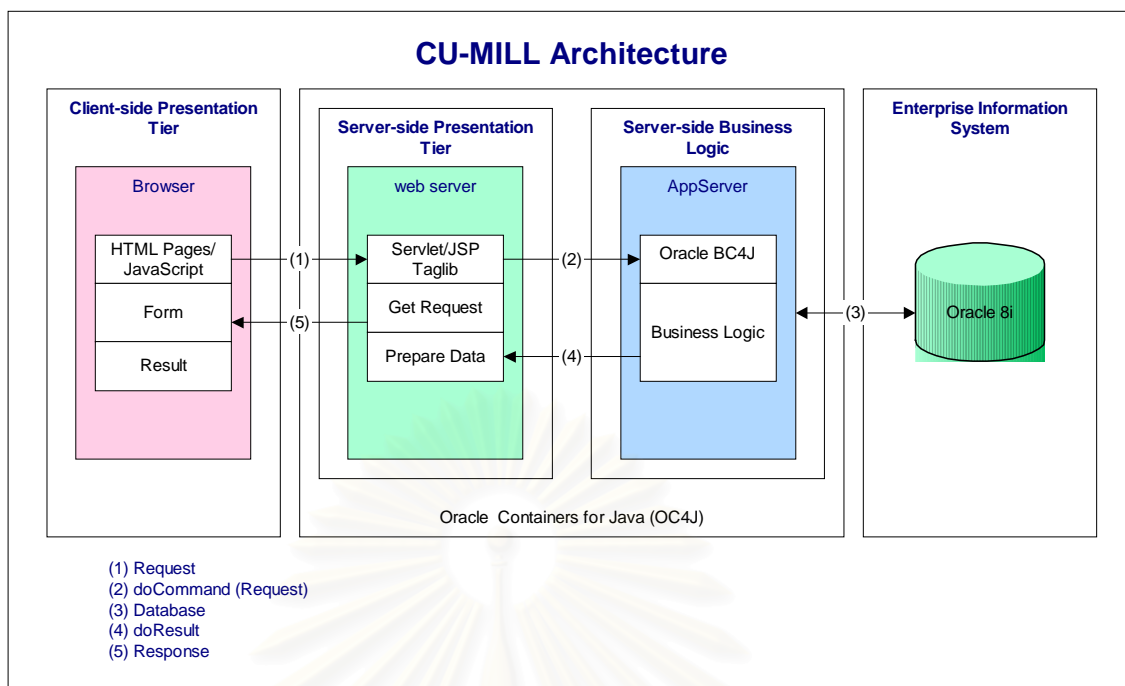 CU-MILL Architecture
Client-side Presentation
Tier
Browser
HTML Pages/
JavaScript
Form
Result
(1)
(5)
Server-side Presentation
Tier
web server
Servlet/JSP
Taglib
Get Request
Prepare Data
(2)
(4)
Server-side Business
Logic
AppServer
Oracle BC4J
Business Logic
(3)
Enterprise Information
System
Oracle 8i
Oracle Containers for Java (OC4J)
(1) Request
(2) doCommand (Request)
(3) Database
(4) doResult
(5) Response